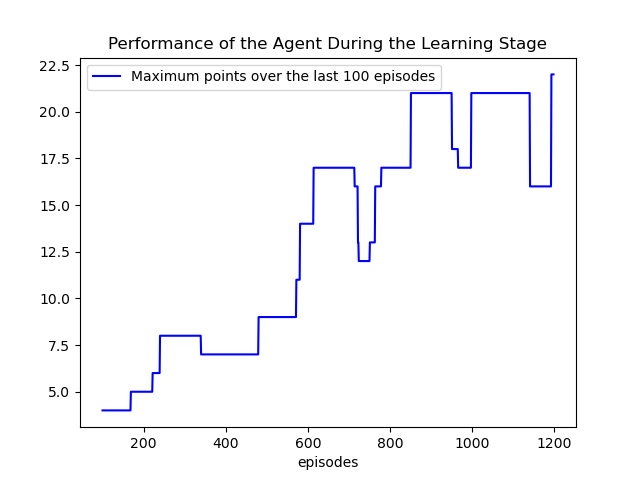 Performance of the Agent During the Learning Stage
Maximum points over the last 100 episodes
22.5
20.0
17.5
15.0
12.5
10.0
7.5
5.0
200 400 600 800 1000 1200
episodes